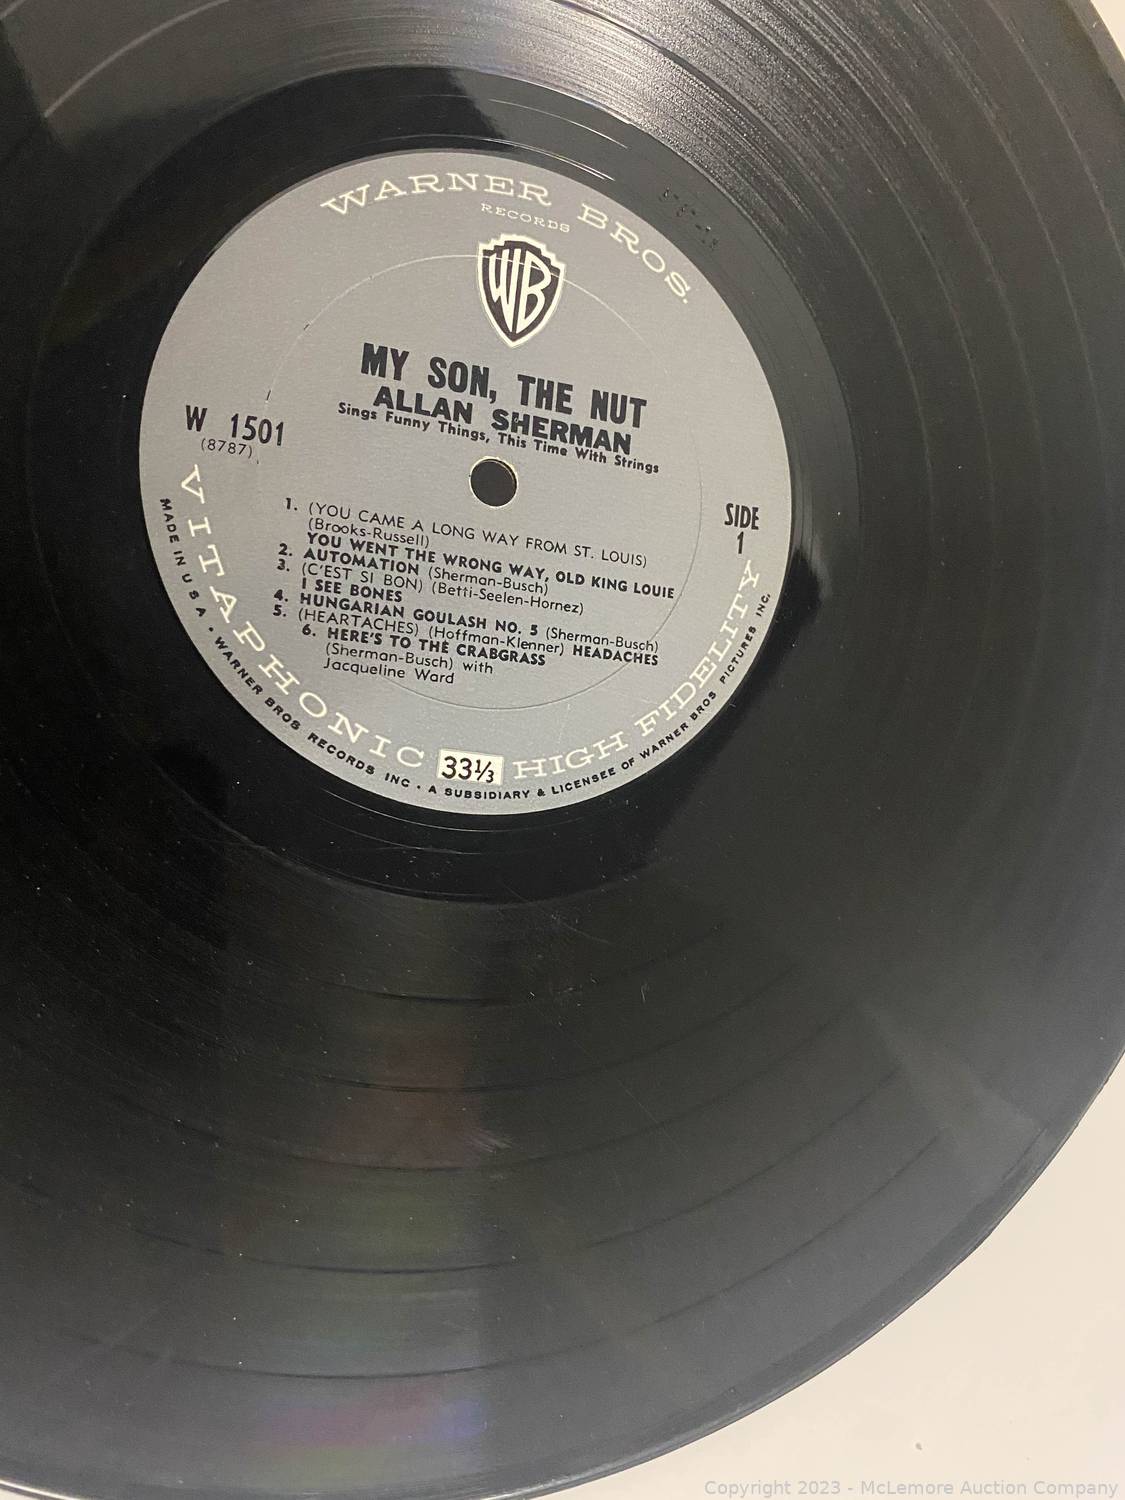 WARNER BROS.
RECORDS
WB
MY SON, THE NUT
ALLAN SHERMAN
Sings Funny Things, This Time With Strings
W 1501
(8787)
SIDE
1
1. (YOU CAME A LONG WAY FROM ST. LOUIS)
(Brooks-Russell)
YOU WENT THE WRONG WAY, OLD KING LOUIE
2. AUTOMATION (Sherman-Busch)
3. (C'EST SI BON) (Betti-Seelen-Hornez)
I SEE BONES
4. HUNGARIAN GOULASH NO. 5 (Sherman-Busch)
5. (HEARTACHES) (Hoffman-Klenner) HEADACHES
6. HERE'S TO THE CRABGRASS
(Sherman-Busch) with
Jacqueline Ward
VITAPHONIC 33⅓ HIGH FIDELITY
MADE IN U S A • WARNER BROS RECORDS INC • A SUBSIDIARY & LICENSEE OF WARNER BROS PICTURES INC.
Copyright 2023 - McLemore Auction Company